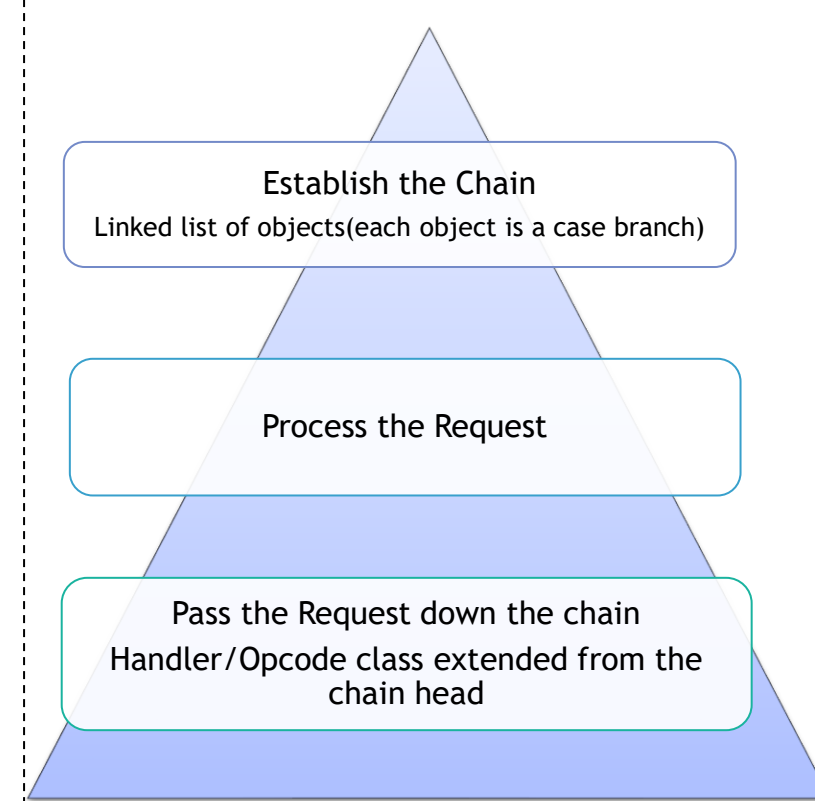 Establish the Chain
Linked list of objects(each object is a case branch)
Process the Request
Pass the Request down the chain
Handler/Opcode class extended from the
chain head